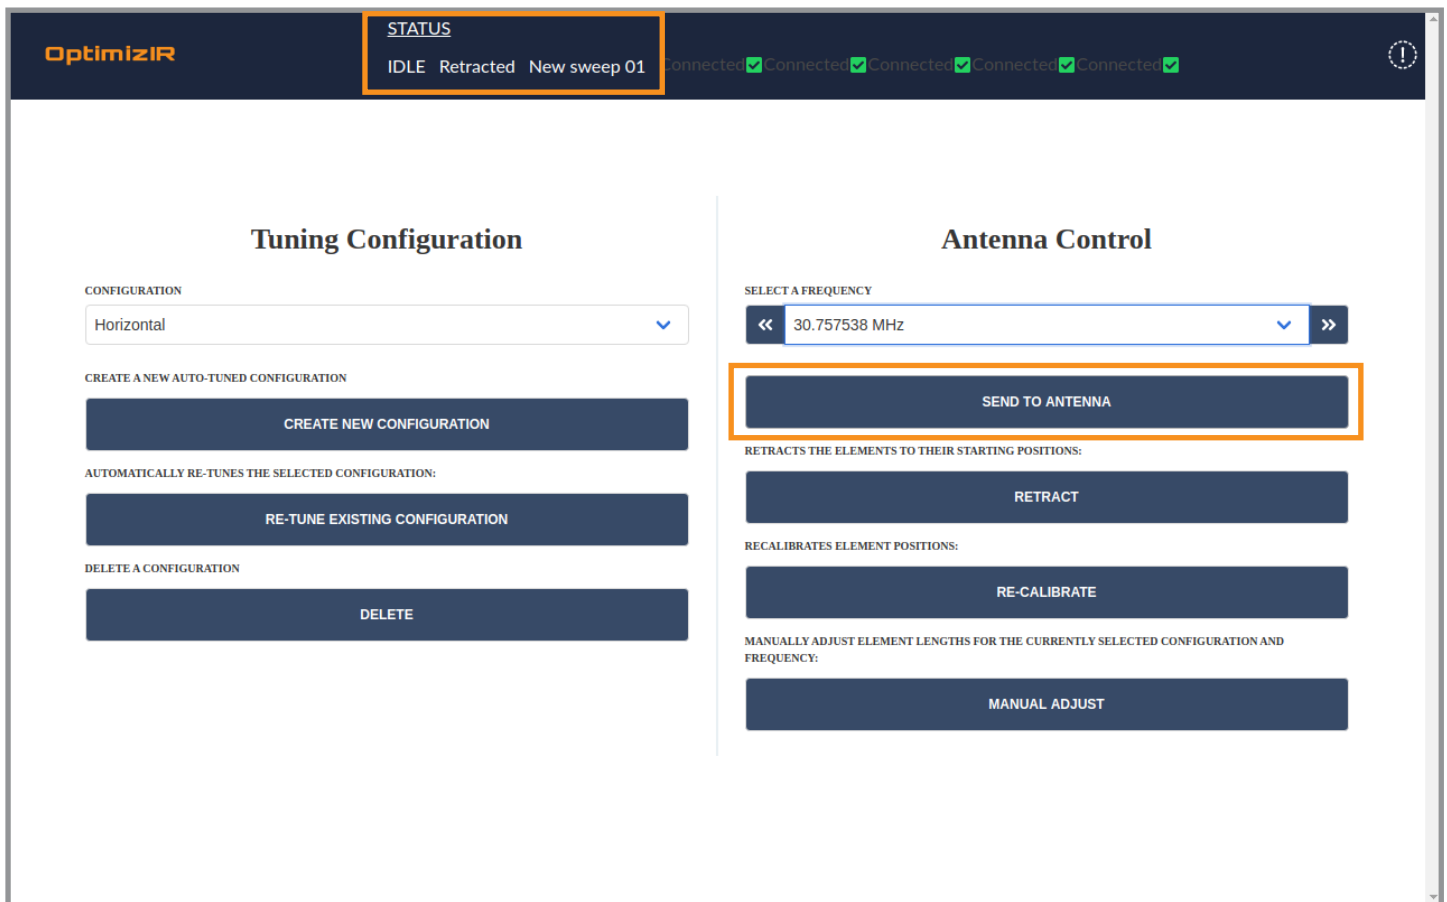 OptimizIR
STATUS
IDLE Retracted New sweep 01
Connected Connected Connected Connected Connected
Tuning Configuration
CONFIGURATION
Horizontal
CREATE A NEW AUTO-TUNED CONFIGURATION
CREATE NEW CONFIGURATION
AUTOMATICALLY RE-TUNES THE SELECTED CONFIGURATION:
RE-TUNE EXISTING CONFIGURATION
DELETE A CONFIGURATION
DELETE
Antenna Control
SELECT A FREQUENCY
« 30.757538 MHz »
SEND TO ANTENNA
RETRACTS THE ELEMENTS TO THEIR STARTING POSITIONS:
RETRACT
RECALIBRATES ELEMENT POSITIONS:
RE-CALIBRATE
MANUALLY ADJUST ELEMENT LENGTHS FOR THE CURRENTLY SELECTED CONFIGURATION AND
FREQUENCY:
MANUAL ADJUST